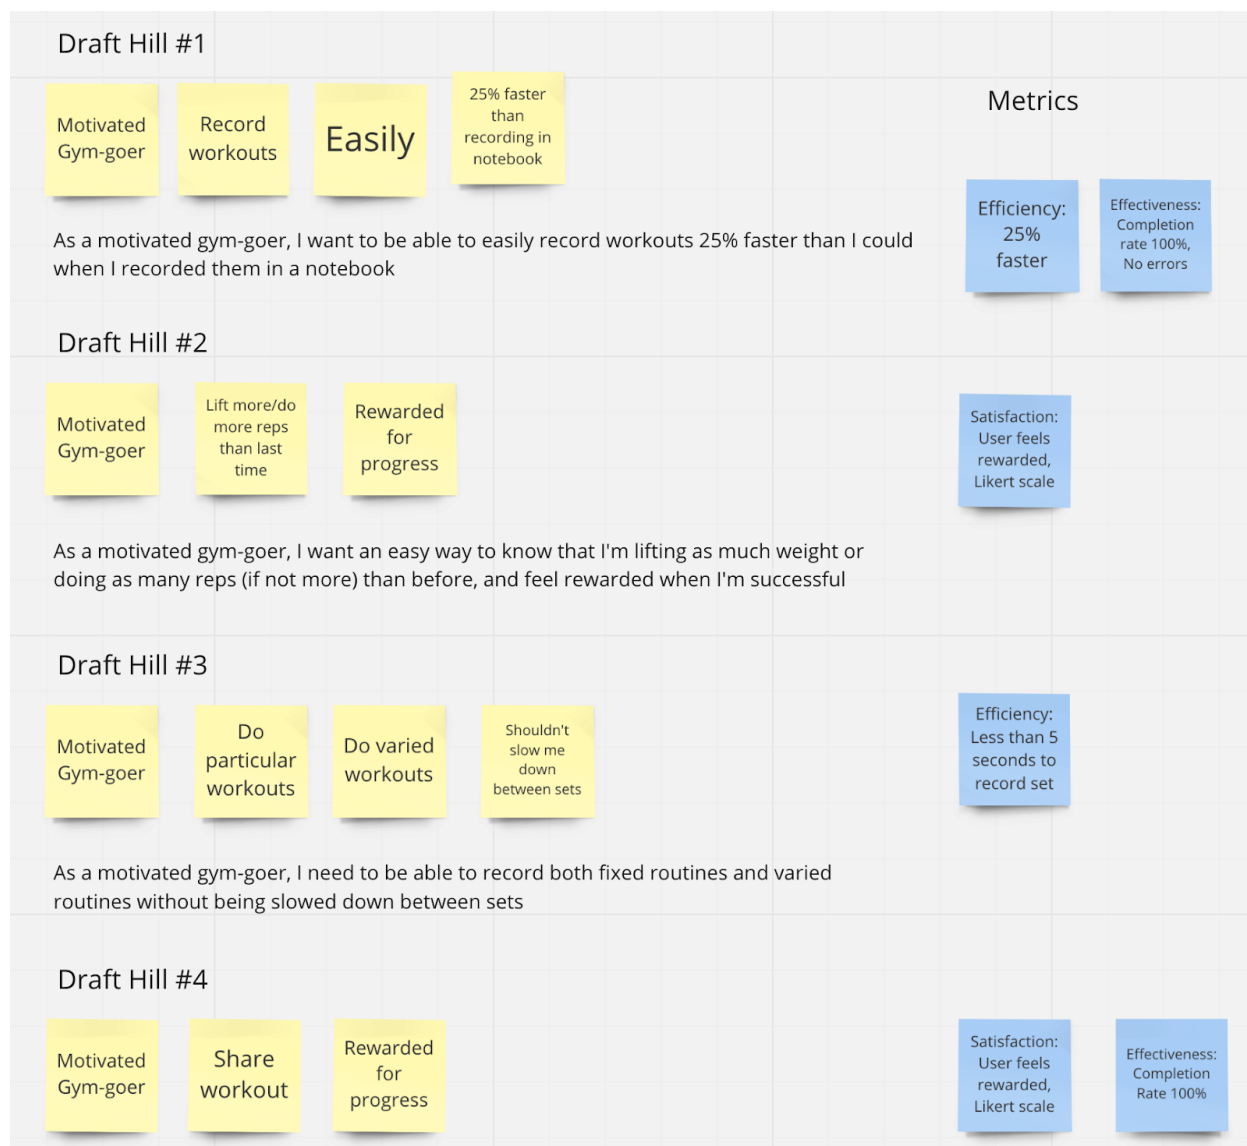 Draft Hill #1
Motivated
Gym-goer
Record
workouts
Easily
25% faster
than
recording in
notebook
Metrics
Efficiency:
25%
faster
Effectiveness:
Completion
rate 100%,
No errors
As a motivated gym-goer, I want to be able to easily record workouts 25% faster than I could
when I recorded them in a notebook
Draft Hill #2
Motivated
Gym-goer
Lift more/do
more reps
than last
time
Rewarded
for
progress
Satisfaction:
User feels
rewarded,
Likert scale
As a motivated gym-goer, I want an easy way to know that I'm lifting as much weight or
doing as many reps (if not more) than before, and feel rewarded when I'm successful
Draft Hill #3
Motivated
Gym-goer
Do
particular
workouts
Do varied
workouts
Shouldn't
slow me
down
between sets
Efficiency:
Less than 5
seconds to
record set
As a motivated gym-goer, I need to be able to record both fixed routines and varied
routines without being slowed down between sets
Draft Hill #4
Motivated
Gym-goer
Share
workout
Rewarded
for
progress
Satisfaction:
User feels
rewarded,
Likert scale
Effectiveness:
Completion
Rate 100%